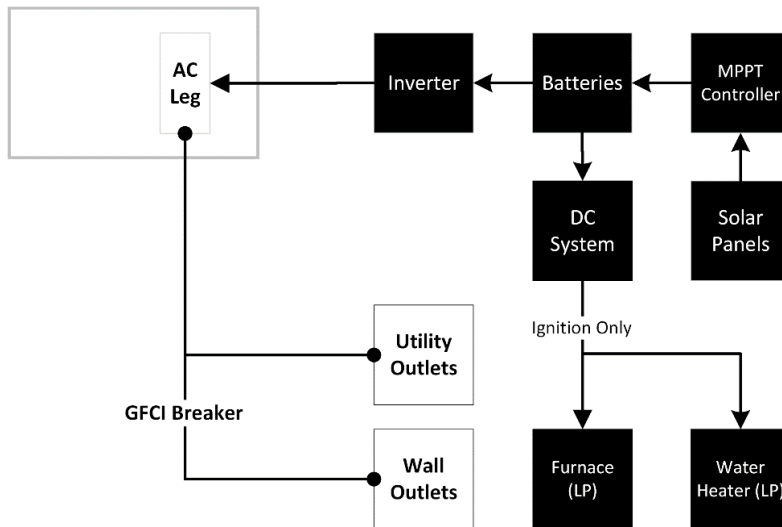 AC
Leg
Inverter
Batteries
MPPT
Controller
DC
System
Solar
Panels
Ignition Only
Utility
Outlets
GFCI Breaker
Wall
Outlets
Furnace
(LP)
Water
Heater (LP)